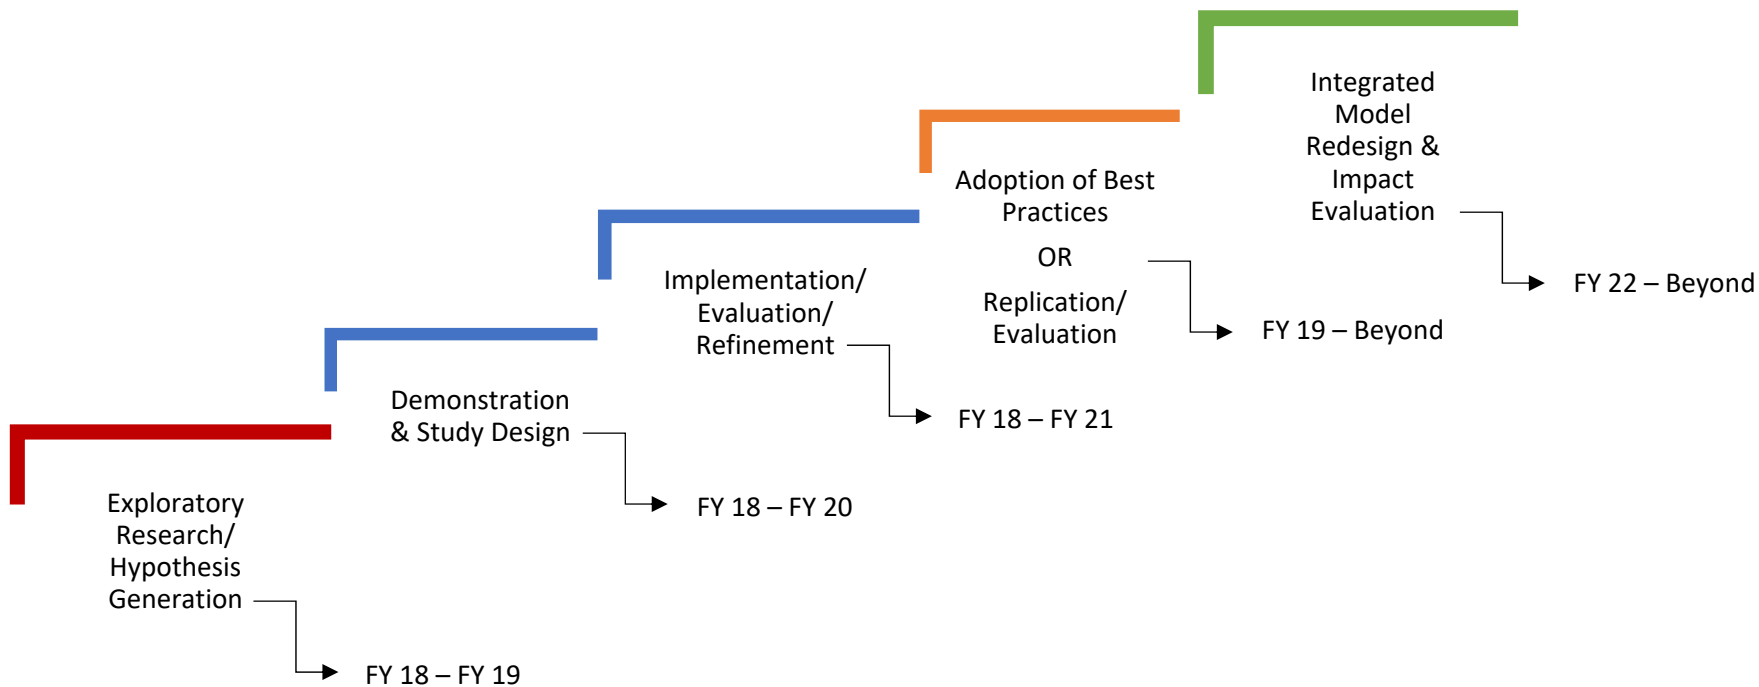 Exploratory
Research/
Hypothesis
Generation
FY 18 – FY 19
Demonstration
& Study Design
FY 18 – FY 20
Implementation/
Evaluation/
Refinement
FY 18 – FY 21
Adoption of Best
Practices
OR
Replication/
Evaluation
FY 19 – Beyond
Integrated
Model
Redesign &
Impact
Evaluation
FY 22 – Beyond